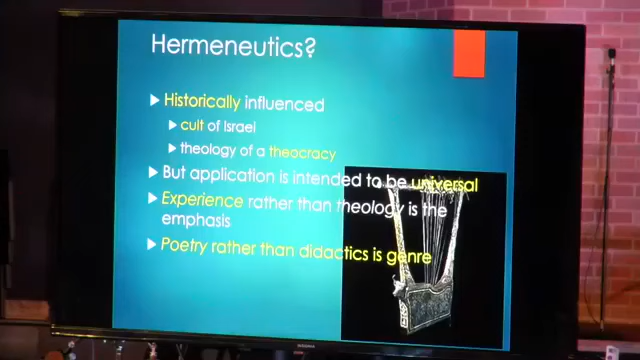 Hermeneutics?
Historically influenced
cult of Israel
theology of a theocracy
But application is intended to be universal
Experience rather than theology is the
emphasis
Poetry rather than didactics is genre